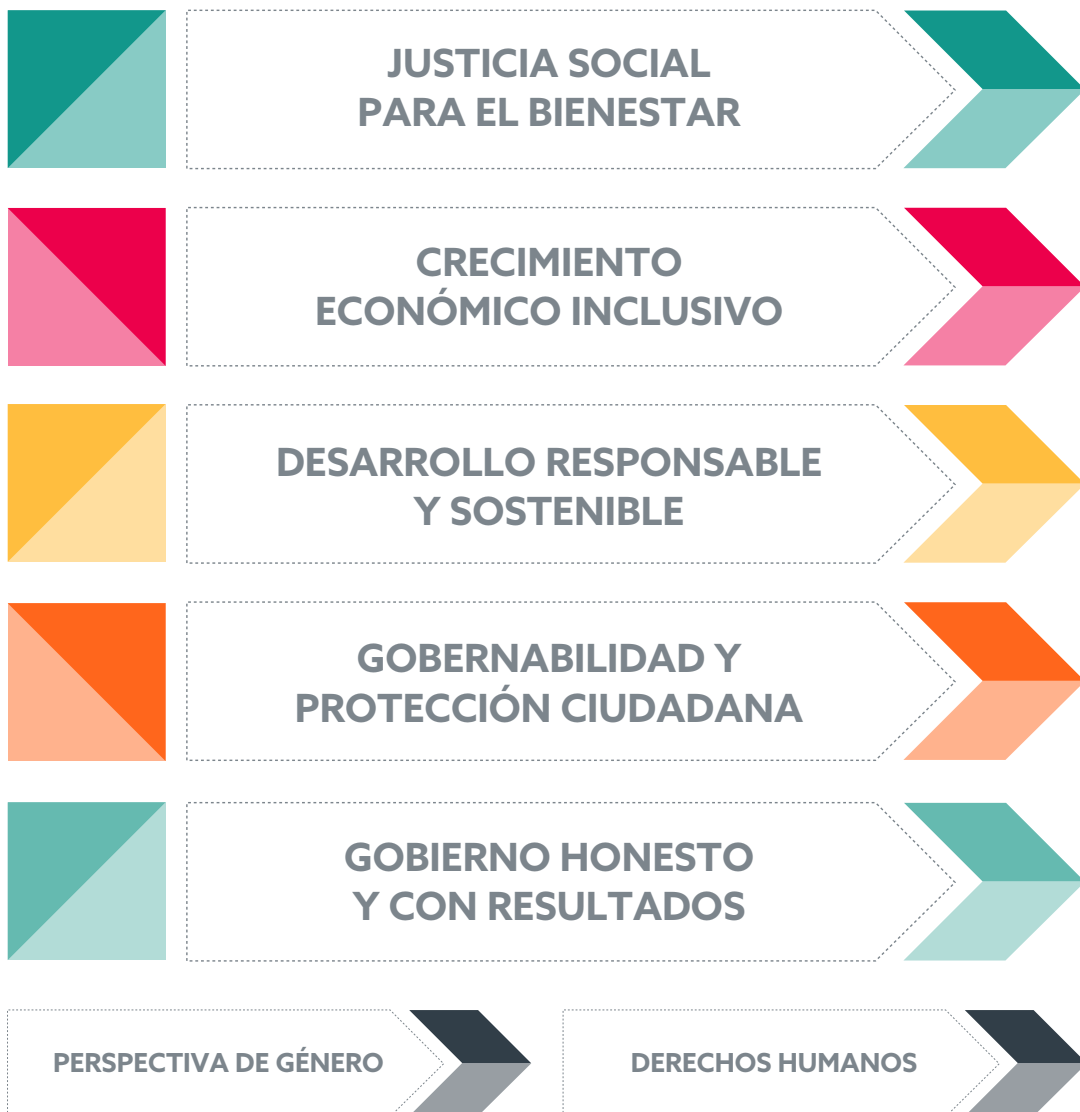 JUSTICIA SOCIAL
PARA EL BIENESTAR
CRECIMIENTO
ECONÓMICO INCLUSIVO
DESARROLLO RESPONSABLE
Y SOSTENIBLE
GOBERNABILIDAD Y
PROTECCIÓN CIUDADANA
GOBIERNO HONESTO
Y CON RESULTADOS
PERSPECTIVA DE GÉNERO
DERECHOS HUMANOS